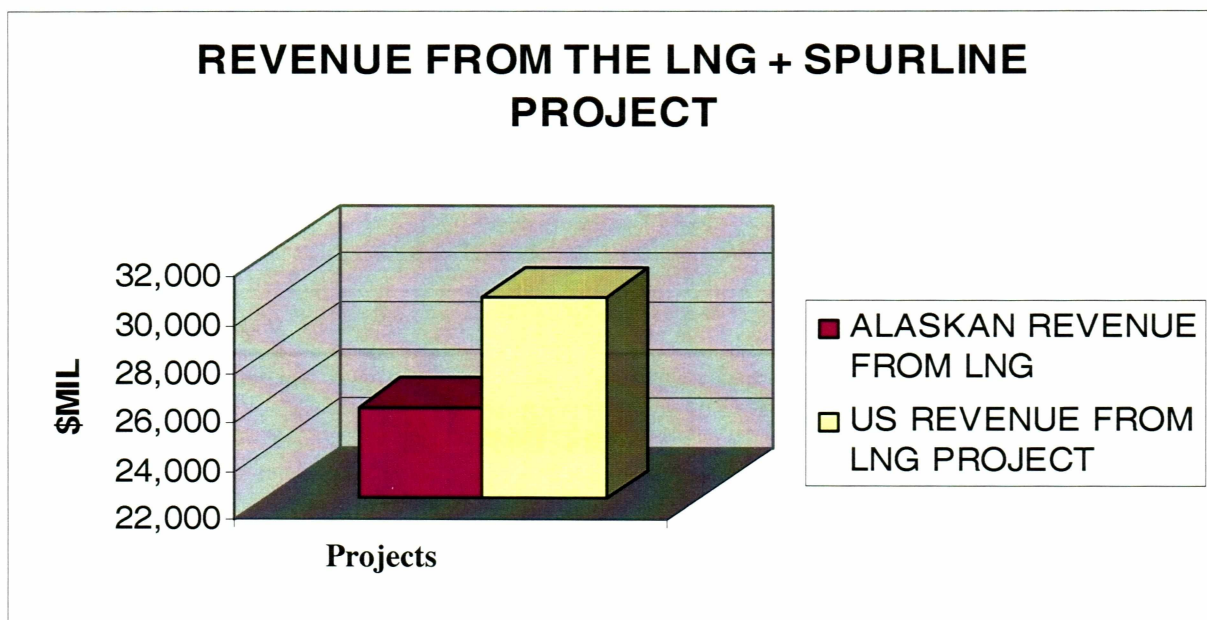 REVENUE FROM THE LNG + SPURLINE
PROJECT
32,000
30,000
28,000
26,000
24,000
22,000
$MIL
Projects
ALASKAN REVENUE
FROM LNG
US REVENUE FROM
LNG PROJECT